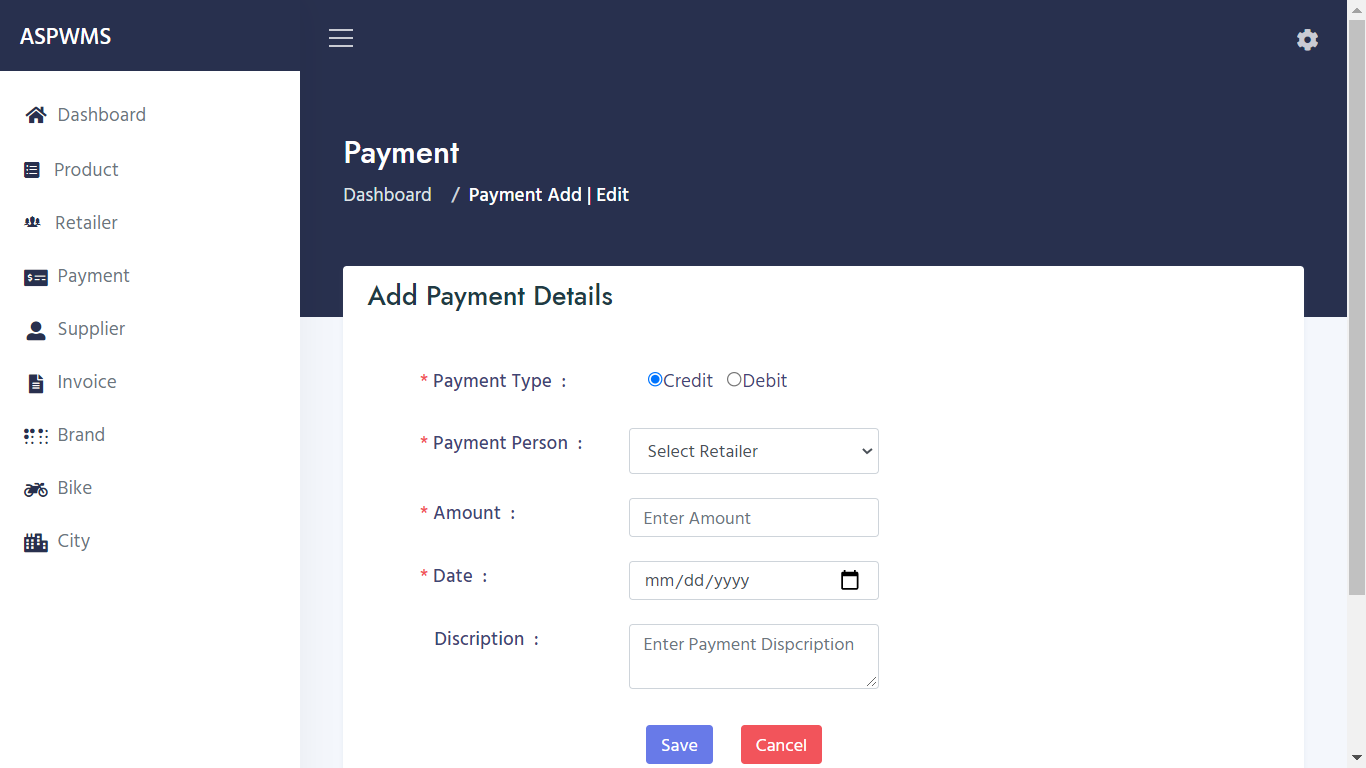 ASPWMS
Dashboard
Product
Retailer
Payment
Supplier
Invoice
Brand
Bike
City
Payment
Dashboard / Payment Add | Edit
Add Payment Details
* Payment Type :
Credit Debit
* Payment Person :
Select Retailer
* Amount :
Enter Amount
* Date :
mm/dd/yyyy
Discription :
Enter Payment Dispcription
Save Cancel